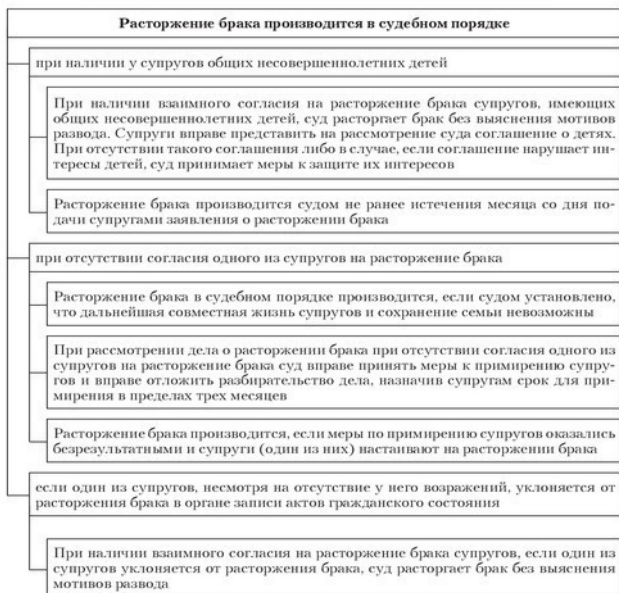 Расторжение брака производится в судебном порядке
при наличии у супругов общих несовершеннолетних детей
При наличии взаимного согласия на расторжение брака супругов, имеющих
общих несовершеннолетних детей, суд расторгает брак без выяснения мотивов
развода. Супруги вправе представить на рассмотрение суда соглашение о детях.
При отсутствии такого соглашения либо в случае, если соглашение нарушает ин-
тересы детей, суд принимает меры к защите их интересов
Расторжение брака производится судом не ранее истечения месяца со дня по-
дачи супругами заявления о расторжении брака
при отсутствии согласия одного из супругов на расторжение брака
Расторжение брака в судебном порядке производится, если судом установлено,
что дальнейшая совместная жизнь супругов и сохранение семьи невозможны
При рассмотрении дела о расторжении брака при отсутствии согласия одного из
супругов на расторжение брака суд вправе принять меры к примирению супру-
гов и вправе отложить разбирательство дела, назначив супругам срок для при-
мирения в пределах трех месяцев
Расторжение брака производится, если меры по примирению супругов оказались
безрезультатными и супруги (один из них) настаивают на расторжении брака
если один из супругов, несмотря на отсутствие у него возражений, уклоняется от
расторжения брака в органе записи актов гражданского состояния
При наличии взаимного согласия на расторжение брака супругов, если один из
супругов уклоняется от расторжения брака, суд расторгает брак без выяснения
мотивов развода